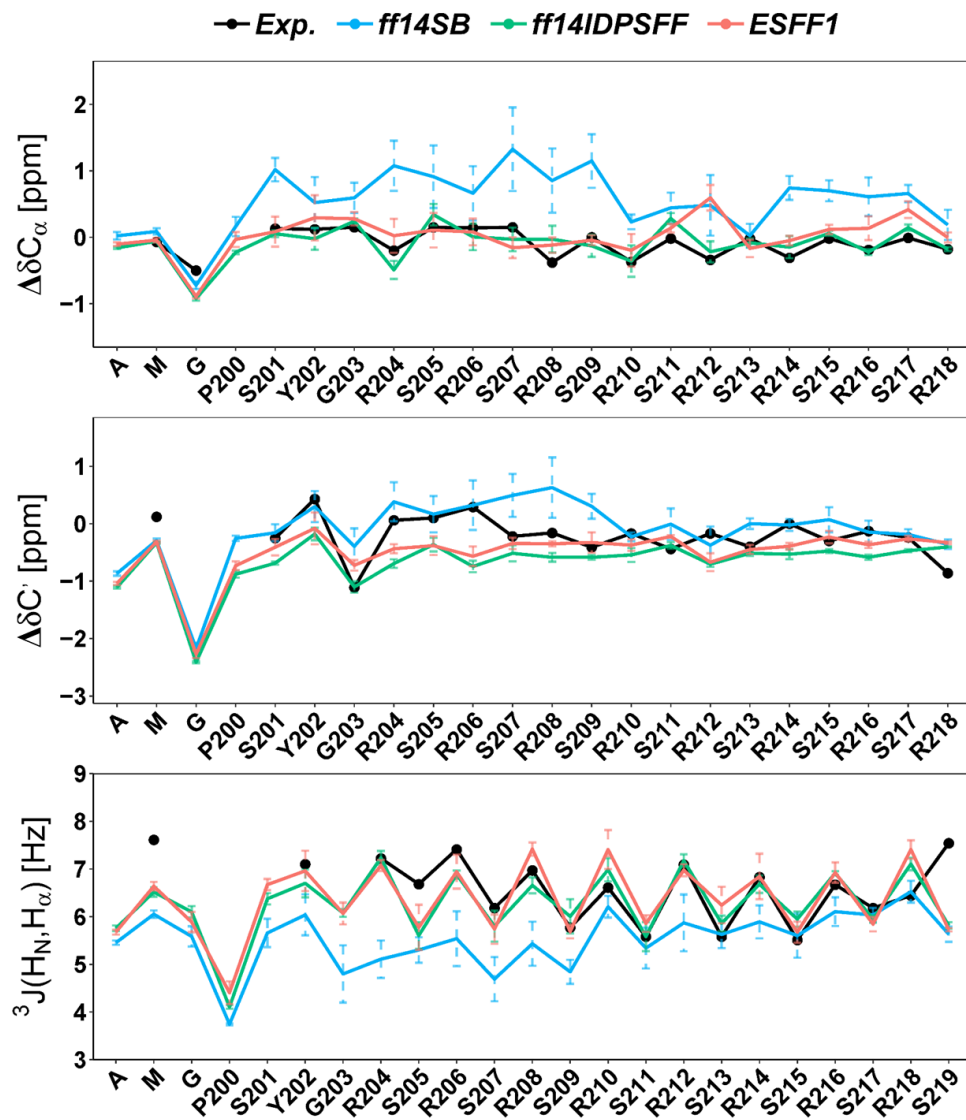 Exp. ff14SB ff14IDPSFF ESFF1
ΔδCα [ppm]
2
1
0
−1
A M G P200 S201 Y202 G203 R204 S205 R206 S207 R208 S209 R210 S211 R212 S213 R214 S215 R216 S217 R218
ΔδC' [ppm]
1
0
−1
−2
−3
A M G P200 S201 Y202 G203 R204 S205 R206 S207 R208 S209 R210 S211 R212 S213 R214 S215 R216 S217 R218
³J(HN,Hα) [Hz]
9
8
7
6
5
4
3
A M G P200 S201 Y202 G203 R204 S205 R206 S207 R208 S209 R210 S211 R212 S213 R214 S215 R216 S217 R218 S219